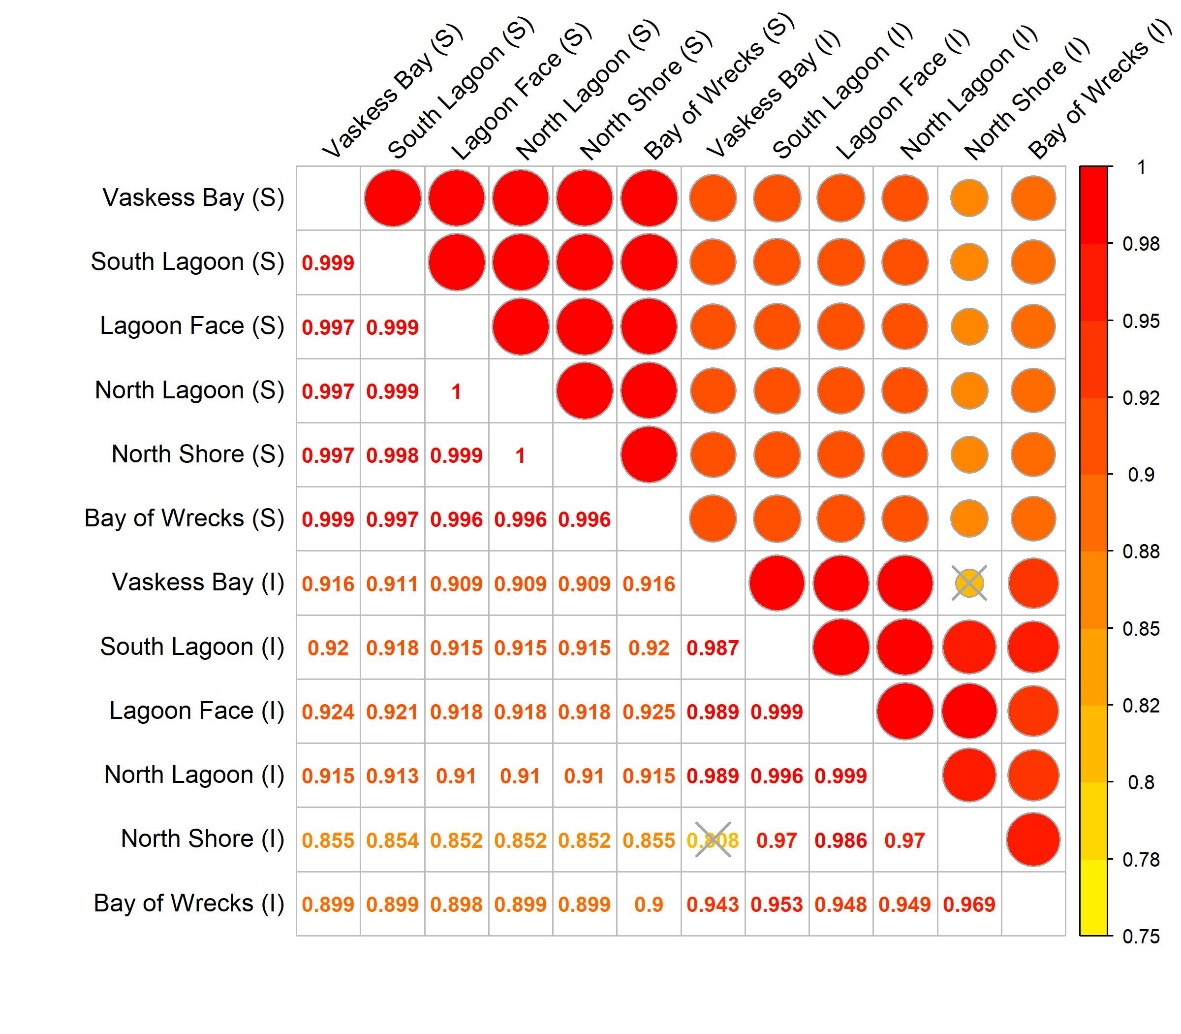 Vaskess Bay (S)
South Lagoon (S)
Lagoon Face (S)
North Lagoon (S)
North Shore (S)
Bay of Wrecks (S)
Vaskess Bay (I)
South Lagoon (I)
Lagoon Face (I)
North Lagoon (I)
North Shore (I)
Bay of Wrecks (I)
Vaskess Bay (S)
South Lagoon (S) 0.999
Lagoon Face (S) 0.997 0.999
North Lagoon (S) 0.997 0.999 1
North Shore (S) 0.997 0.998 0.999 1
Bay of Wrecks (S) 0.999 0.997 0.996 0.996 0.996
Vaskess Bay (I) 0.916 0.911 0.909 0.909 0.909 0.916
South Lagoon (I) 0.92 0.918 0.915 0.915 0.915 0.92 0.987
Lagoon Face (I) 0.924 0.921 0.918 0.918 0.918 0.925 0.989 0.999
North Lagoon (I) 0.915 0.913 0.91 0.91 0.91 0.915 0.989 0.996 0.999
North Shore (I) 0.855 0.854 0.852 0.852 0.852 0.855 0.808 0.97 0.986 0.97
Bay of Wrecks (I) 0.899 0.899 0.898 0.899 0.899 0.9 0.943 0.953 0.948 0.949 0.969
1
0.98
0.95
0.92
0.9
0.88
0.85
0.82
0.8
0.78
0.75